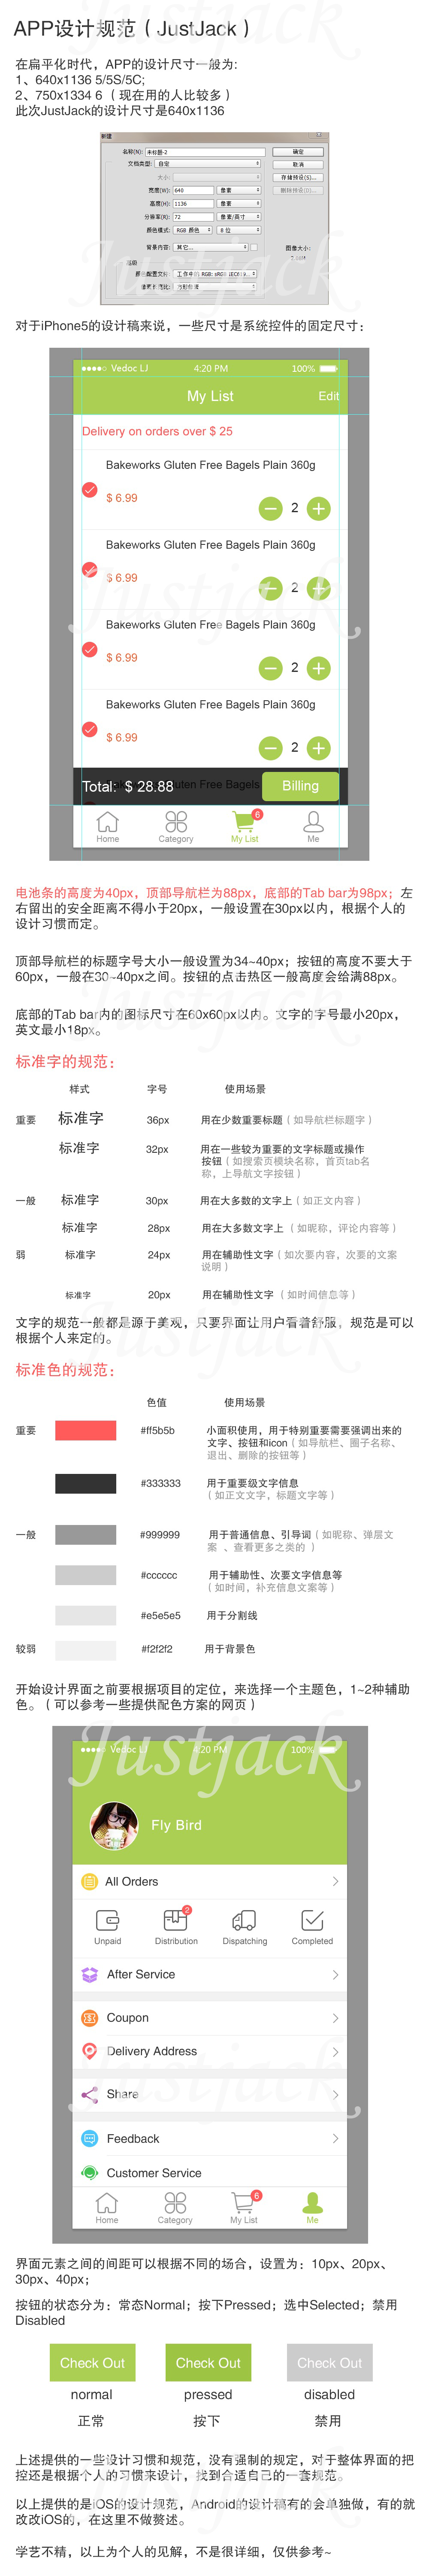 APP设计规范（JustJack）
在扁平化时代，APP的设计尺寸一般为：
1、640x1136 5/5S/5C;
2、750x1334 6 （现在用的人比较多）
此次JustJack的设计尺寸是640x1136
新建
名称(N): 未标题-2
确定
文档类型: 自定
取消
大小:
存储预设(S)...
宽度(W): 640 像素
删除预设(D)...
高度(H): 1136 像素
分辨率(R): 72 像素/英寸
颜色模式: RGB 颜色 8 位
背景内容: 其它...
图像大小:
高级
Justjack
对于iPhone5的设计稿来说，一些尺寸是系统控件的固定尺寸：
Vedoc LJ 4:20 PM 100%
My List Edit
Delivery on orders over $ 25
Bakeworks Gluten Free Bagels Plain 360g
$ 6.99 2
Bakeworks Gluten Free Bagels Plain 360g
$ 6.99 2
Justjack
Bakeworks Gluten Free Bagels Plain 360g
$ 6.99 2
Bakeworks Gluten Free Bagels Plain 360g
$ 6.99 2
Total: $ 28.88 Billing
6
Home Category My List Me
电池条的高度为40px，顶部导航栏为88px，底部的Tab bar为98px；左
右留出的安全距离不得小于20px，一般设置在30px以内，根据个人的
设计习惯而定。
顶部导航栏的标题字号大小一般设置为34~40px；按钮的高度不要大于
60px，一般在30~40px之间。按钮的点击热区一般高度会给满88px。
底部的Tab bar内的图标尺寸在60x60px以内。文字的字号最小20px，
英文最小18px。
标准字的规范：
样式 字号 使用场景
重要 标准字 36px 用在少数重要标题（如导航栏标题字）
标准字 32px 用在一些较为重要的文字标题或操作
按钮（如搜索页模块名称，首页tab名
称，上导航文字按钮）
一般 标准字 30px 用在大多数的文字上（如正文内容）
标准字 28px 用在大多数文字上 （如昵称，评论内容等）
弱 标准字 24px 用在辅助性文字（如次要内容，次要的文案
说明）
标准字 20px 用在辅助性文字 （如时间信息等）
文字的规范一般都是源于美观，只要界面让用户看着舒服，规范是可以
根据个人来定的。
标准色的规范：
色值 使用场景
重要 #ff5b5b 小面积使用，用于特别重要需要强调出来的
文字、按钮和icon（如导航栏、圈子名称、
退出、删除的按钮等）
#333333 用于重要级文字信息
（如正文文字，标题文字等）
一般 #999999 用于普通信息、引导词（如昵称、弹层文
案 、查看更多之类的 ）
#cccccc 用于辅助性、次要文字信息等
（如时间，补充信息文案等）
#e5e5e5 用于分割线
较弱 #f2f2f2 用于背景色
开始设计界面之前要根据项目的定位，来选择一个主题色，1~2种辅助
色。（可以参考一些提供配色方案的网页）
Vedoc LJ 4:20 PM 100%
Justjack
Fly Bird
All Orders
2
Unpaid Distribution Dispatching Completed
After Service
Coupon
Delivery Address
Share
Feedback
Customer Service
6
Home Category My List Me
界面元素之间的间距可以根据不同的场合，设置为：10px、20px、
30px、40px；
按钮的状态分为：常态Normal；按下Pressed；选中Selected；禁用
Disabled
Check Out Check Out Check Out
normal pressed disabled
正常 按下 禁用
上述提供的一些设计习惯和规范，没有强制的规定，对于整体界面的把
控还是根据个人的习惯来设计，找到合适自己的一套规范。
以上提供的是iOS的设计规范，Android的设计稿有的会单独做，有的就
改改iOS的，在这里不做赘述。
学艺不精，以上为个人的见解，不是很详细，仅供参考~